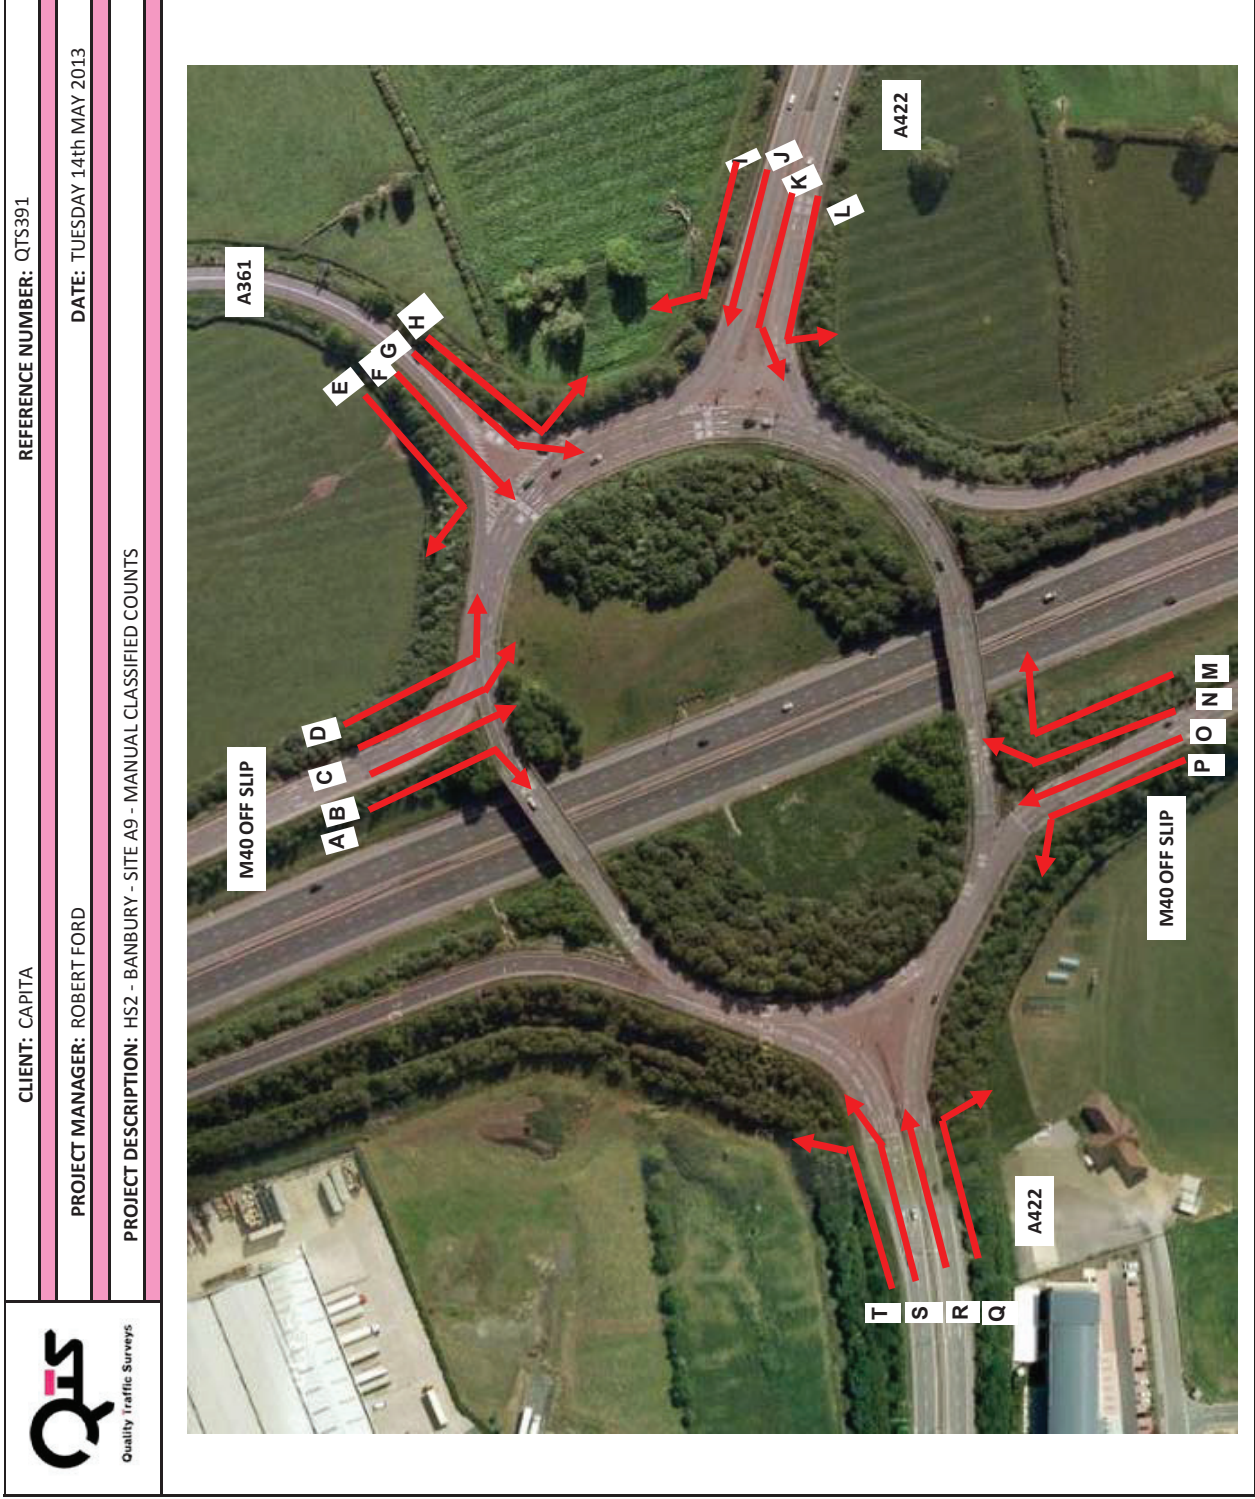 QTS
Quality Traffic Surveys
CLIENT: CAPITA
REFERENCE NUMBER: QTS391
PROJECT MANAGER: ROBERT FORD
DATE: TUESDAY 14th MAY 2013
PROJECT DESCRIPTION: HS2 - BANBURY - SITE A9 - MANUAL CLASSIFIED COUNTS
M40 OFF SLIP
A
B
C
D
A361
E
F
G
H
A422
I
J
K
L
M40 OFF SLIP
M
N
O
P
A422
Q
R
S
T